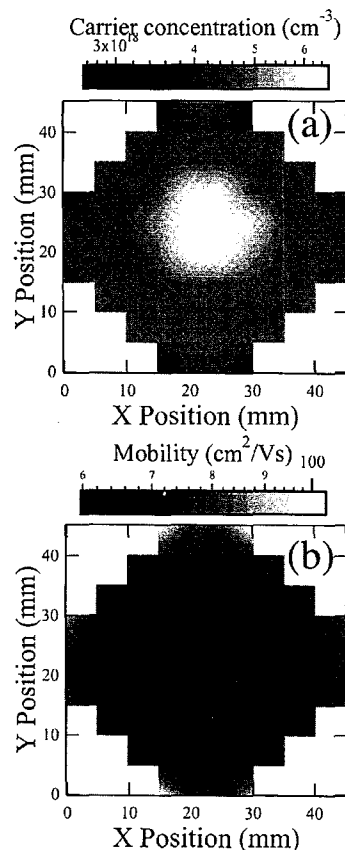 Carrier concentration (cm⁻³)
3x10¹⁸ 4 5 6
(a)
Y Position (mm)
40
30
20
10
0
0 10 20 30 40
X Position (mm)
Mobility (cm²/Vs)
6 7 8 9 100
(b)
Y Position (mm)
40
30
20
10
0
0 10 20 30 40
X Position (mm)